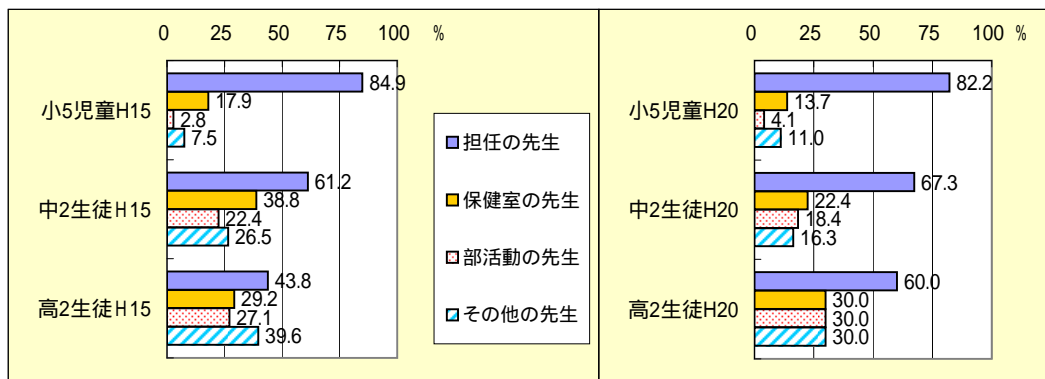 0 25 50 75 100 %
小5児童H15
84.9
17.9
2.8
7.5
中2生徒H15
61.2
38.8
22.4
26.5
高2生徒H15
43.8
29.2
27.1
39.6
担任の先生
保健室の先生
部活動の先生
その他の先生
0 25 50 75 100 %
小5児童H20
82.2
13.7
4.1
11.0
中2生徒H20
67.3
22.4
18.4
16.3
高2生徒H20
60.0
30.0
30.0
30.0